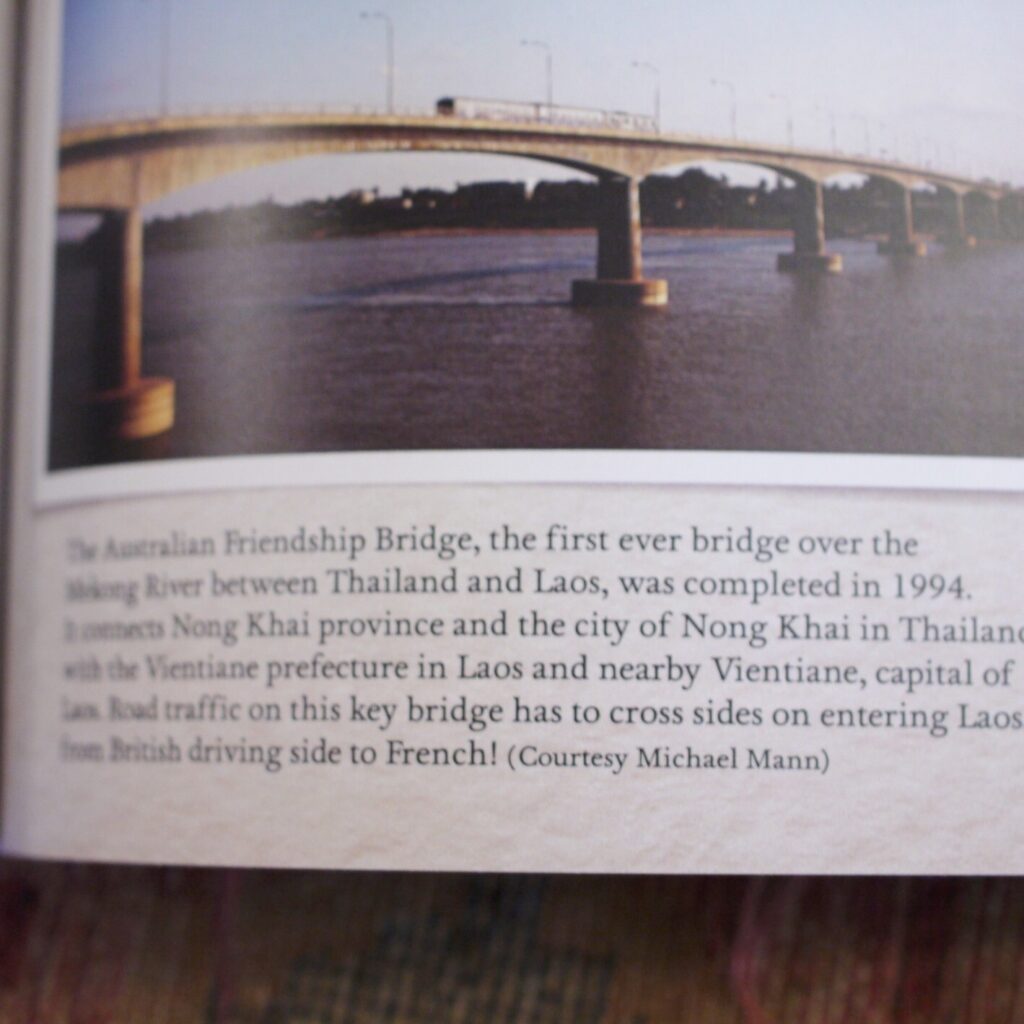 The Australian Friendship Bridge, the first ever bridge over the
Mekong River between Thailand and Laos, was completed in 1994.
It connects Nong Khai province and the city of Nong Khai in Thailand
with the Vientiane prefecture in Laos and nearby Vientiane, capital of
Laos. Road traffic on this key bridge has to cross sides on entering Laos
from British driving side to French! (Courtesy Michael Mann)